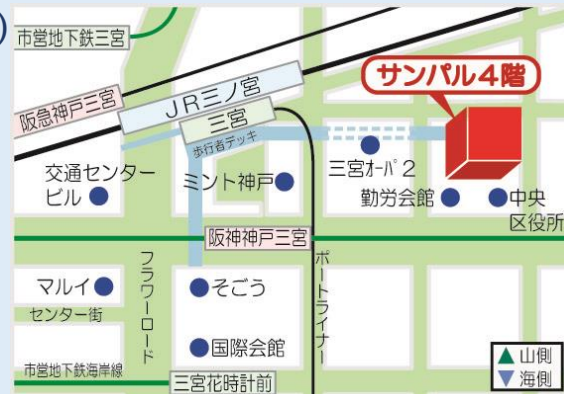 )
市営地下鉄三宮
阪急神戸三宮
JR三ノ宮
三宮
歩行者デッキ
サンパル4階
交通センター
ビル
ミント神戸
三宮オーパ2
勤労会館
中央
区役所
阪神神戸三宮
マルイ
センター街
フラワーロード
そごう
ポートライナー
国際会館
市営地下鉄海岸線
三宮花時計前
▲山側
▼海側